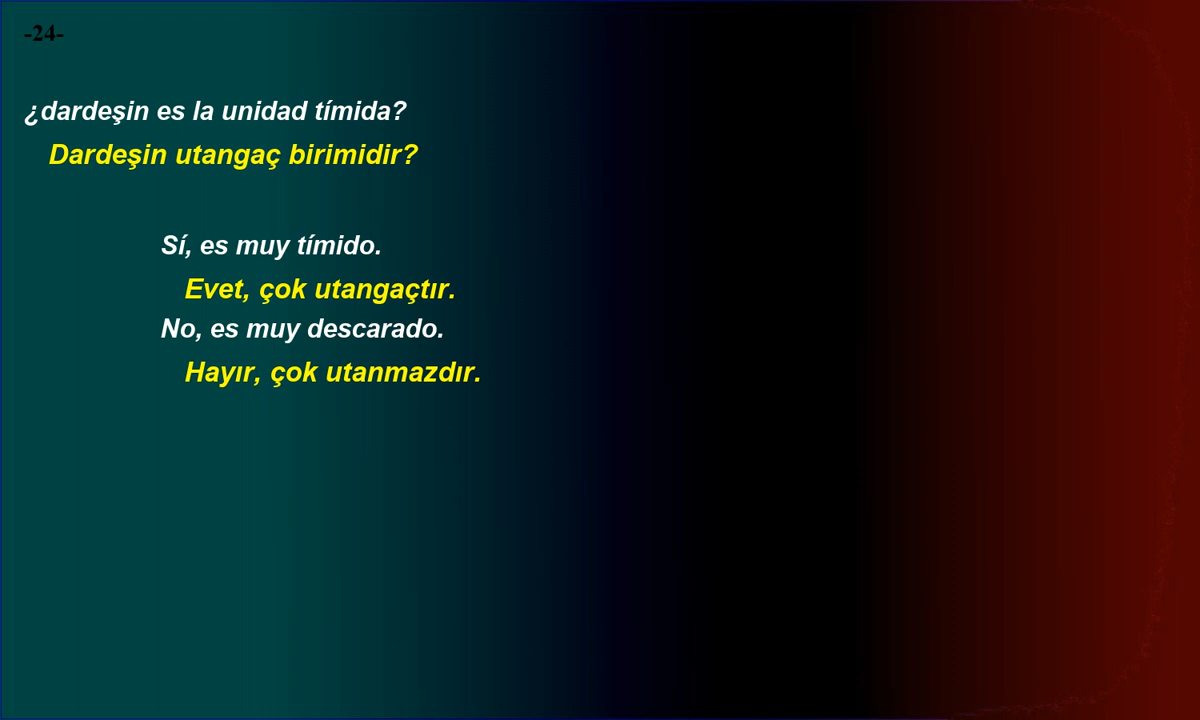 -24-
¿dardeşin es la unidad tímida?
Dardeşin utangaç birimidir?
Sí, es muy tímido.
Evet, çok utangaçtır.
No, es muy descarado.
Hayır, çok utanmazdır.